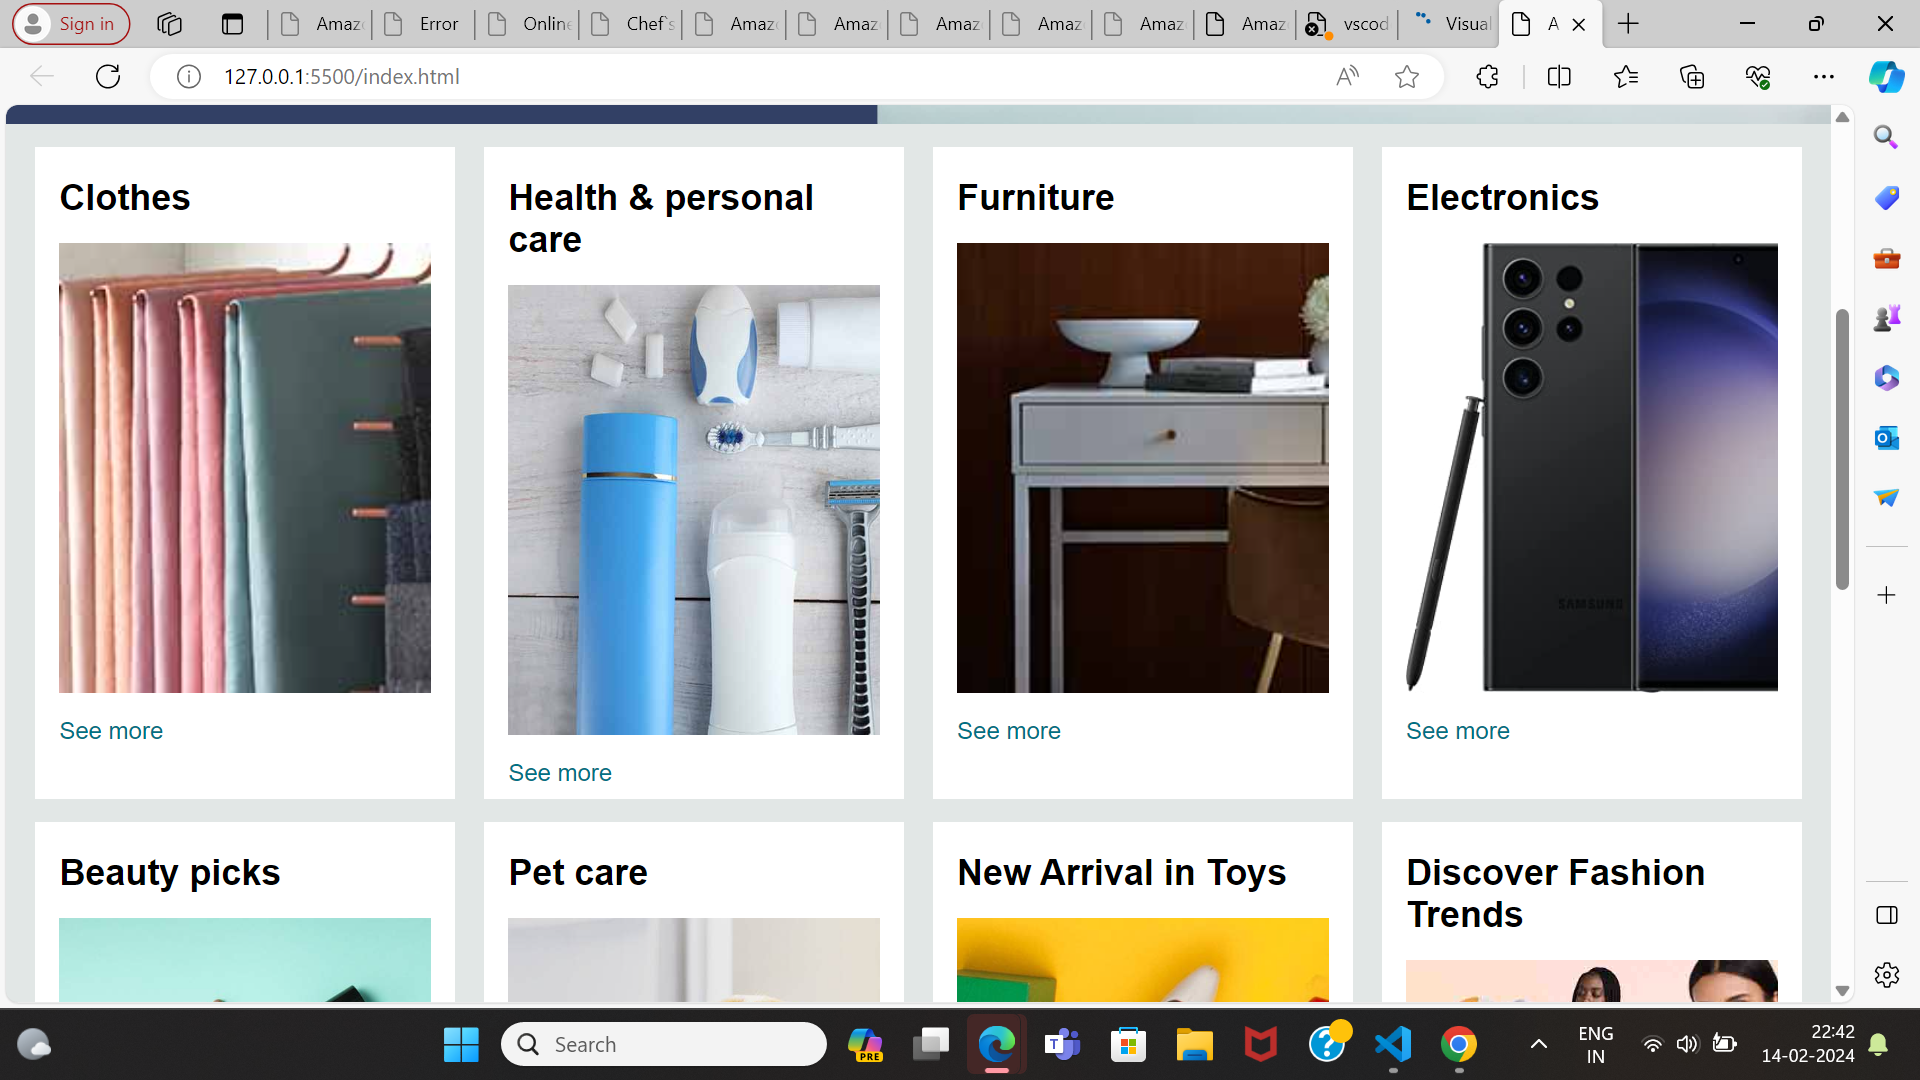 Sign in
Amaz
Error
Online
Chef's
Amaz
Amaz
Amaz
Amaz
Amaz
Amaz
vscod
Visual
A
127.0.0.1:5500/index.html
Clothes
Health & personal
care
Furniture
Electronics
SAMSUNG
See more
See more
See more
See more
Beauty picks
Pet care
New Arrival in Toys
Discover Fashion
Trends
Search
PRE
ENG
IN
22:42
14-02-2024